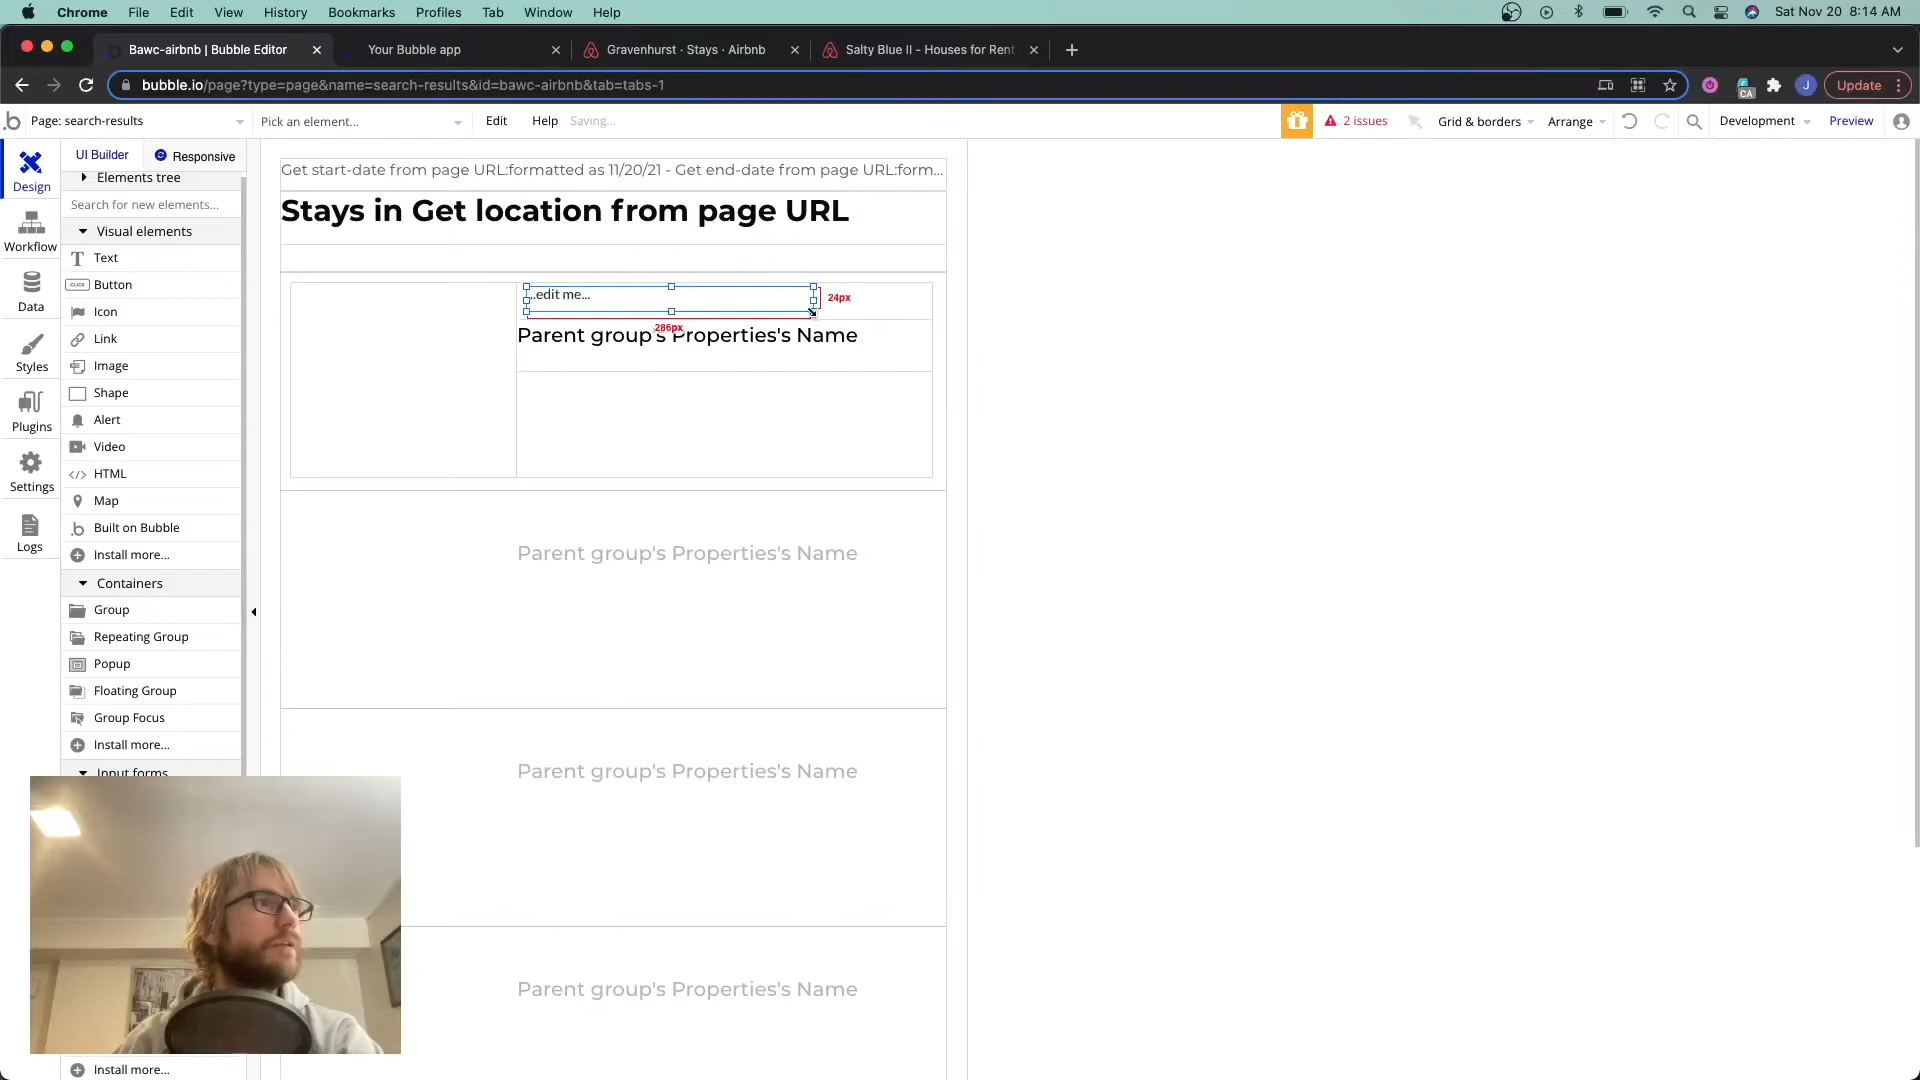 Chrome File Edit View History Bookmarks Profiles Tab Window Help Sat Nov 20 8:14 AM
Bawc-airbnb | Bubble Editor Your Bubble app Gravenhurst · Stays · Airbnb Salty Blue II - Houses for Rent
bubble.io/page?type=page&name=search-results&id=bawc-airbnb&tab=tabs-1 CA J Update
b Page: search-results Pick an element... Edit Help Saving... 2 issues Grid & borders Arrange Development Preview
UI Builder Responsive
Design
Workflow
Data
Styles
Plugins
Settings
Logs
Elements tree
Search for new elements...
Visual elements
Text
CLICK Button
Icon
Link
Image
Shape
Alert
Video
HTML
Map
Built on Bubble
Install more...
Containers
Group
Repeating Group
Popup
Floating Group
Group Focus
Install more...
Input forms
Install more...
Get start-date from page URL:formatted as 11/20/21 - Get end-date from page URL:form...
Stays in Get location from page URL
...edit me...
24px
286px
Parent group's Properties's Name
Parent group's Properties's Name
Parent group's Properties's Name
Parent group's Properties's Name